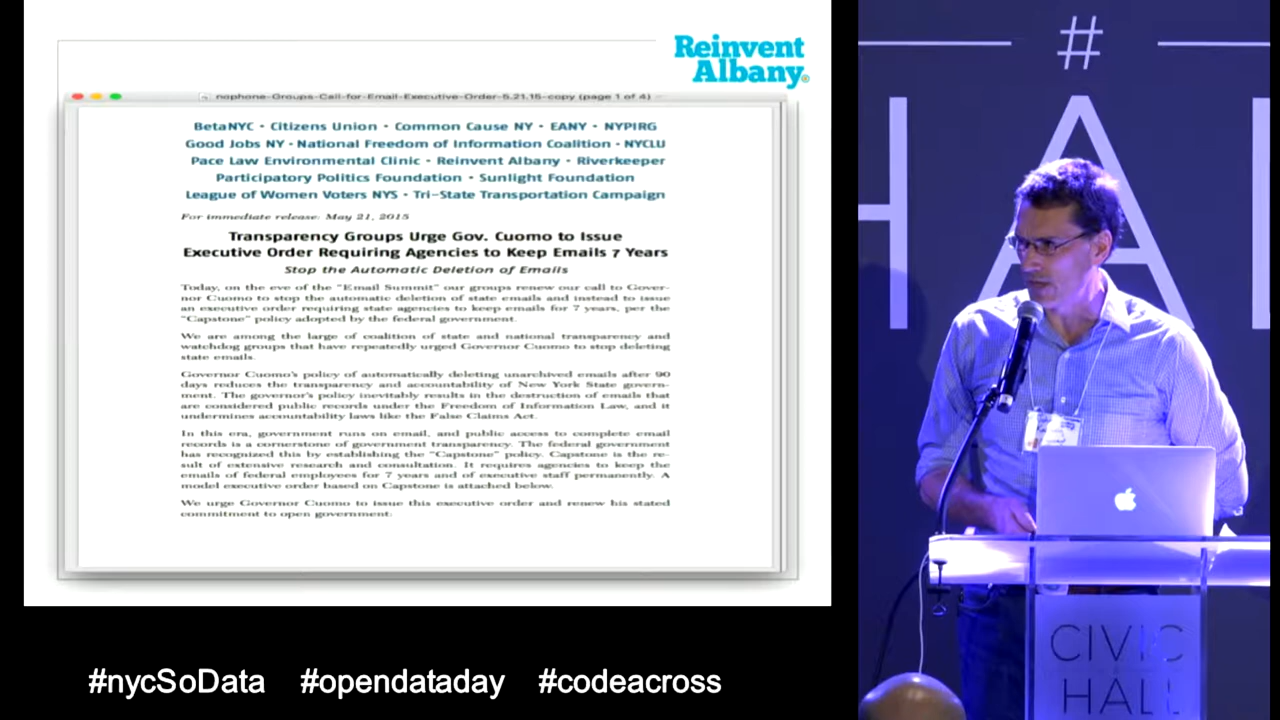 Reinvent
Albany
nophone-Groups-Call-for-Email-Executive-Order-5.21.15-copy (page 1 of 4)
BetaNYC • Citizens Union • Common Cause NY • EANY • NYPIRG
Good Jobs NY • National Freedom of Information Coalition • NYCLU
Pace Law Environmental Clinic • Reinvent Albany • Riverkeeper
Participatory Politics Foundation • Sunlight Foundation
League of Women Voters NYS • Tri-State Transportation Campaign
For immediate release: May 21, 2015
Transparency Groups Urge Gov. Cuomo to Issue
Executive Order Requiring Agencies to Keep Emails 7 Years
Stop the Automatic Deletion of Emails
Today, on the eve of the "Email Summit" our groups renew our call to Gover-
nor Cuomo to stop the automatic deletion of state emails and instead to issue
an executive order requiring state agencies to keep emails for 7 years, per the
"Capstone" policy adopted by the federal government.
We are among the large of coalition of state and national transparency and
watchdog groups that have repeatedly urged Governor Cuomo to stop deleting
state emails.
Governor Cuomo's policy of automatically deleting unarchived emails after 90
days reduces the transparency and accountability of New York State govern-
ment. The governor's policy inevitably results in the destruction of emails that
are considered public records under the Freedom of Information Law, and it
undermines accountability laws like the False Claims Act.
In this era, government runs on email, and public access to complete email
records is a cornerstone of government transparency. The federal government
has recognized this by establishing the "Capstone" policy. Capstone is the re-
sult of extensive research and consultation. It requires agencies to keep the
emails of federal employees for 7 years and of executive staff permanently. A
model executive order based on Capstone is attached below.
We urge Governor Cuomo to issue this executive order and renew his stated
commitment to open government.
#
HA
CIVIC
HALL
#nycSoData #opendataday #codeacross